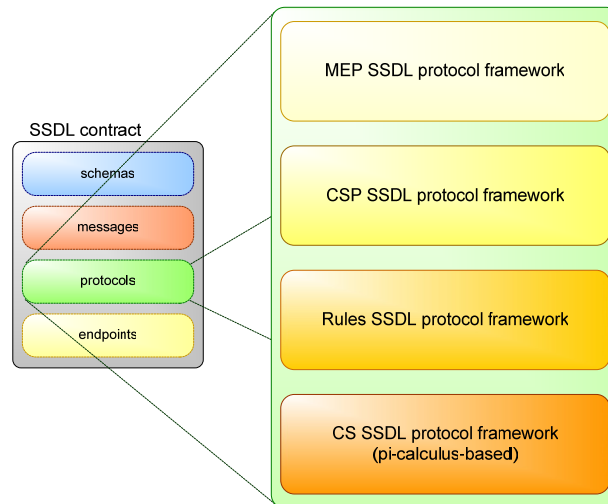 SSDL contract
schemas
messages
protocols
endpoints
MEP SSDL protocol framework
CSP SSDL protocol framework
Rules SSDL protocol framework
CS SSDL protocol framework
(pi-calculus-based)